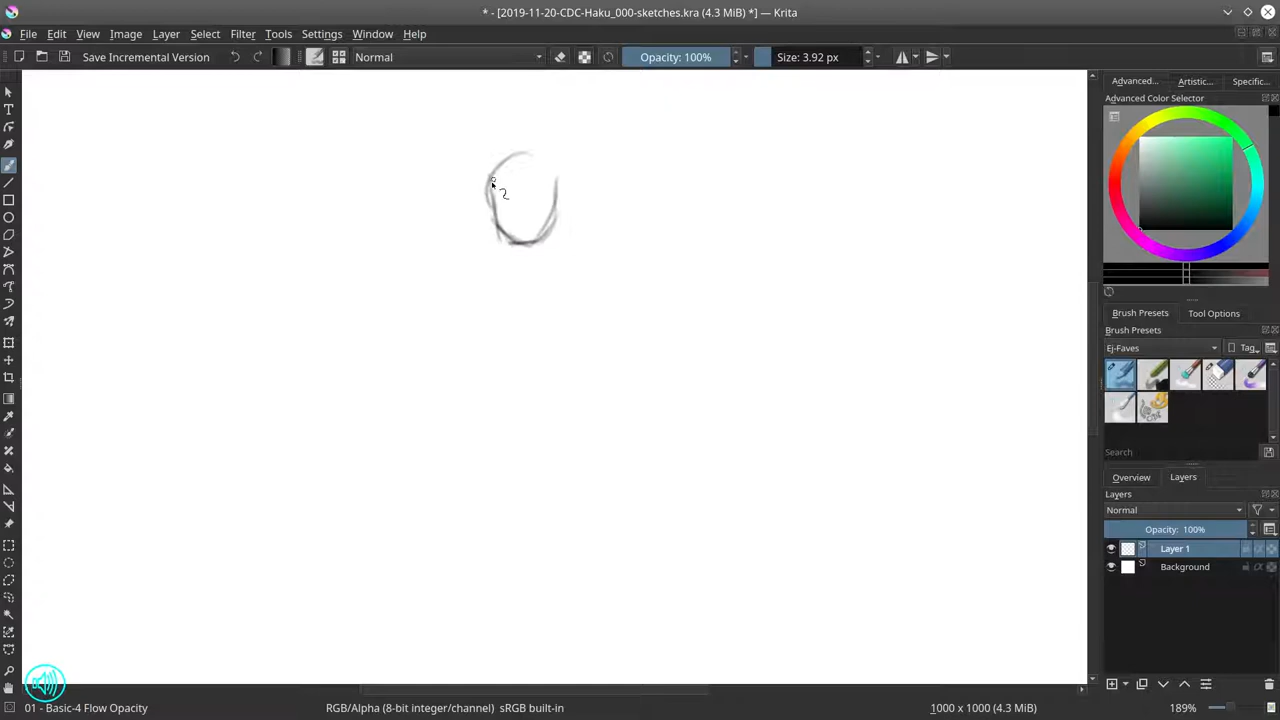 * - [2019-11-20-CDC-Haku_000-sketches.kra (4.3 MiB) *] — Krita
File Edit View Image Layer Select Filter Tools Settings Window Help
Save Incremental Version Normal Opacity: 100% Size: 3.92 px
Advanced... Artistic... Specific...
Advanced Color Selector
Brush Presets Tool Options
Brush Presets
Ej-Faves Tag
Search
Overview Layers
Layers
Normal
Opacity: 100%
Layer 1
Background
01 - Basic-4 Flow Opacity RGB/Alpha (8-bit integer/channel) sRGB built-in 1000 x 1000 (4.3 MiB) 189%